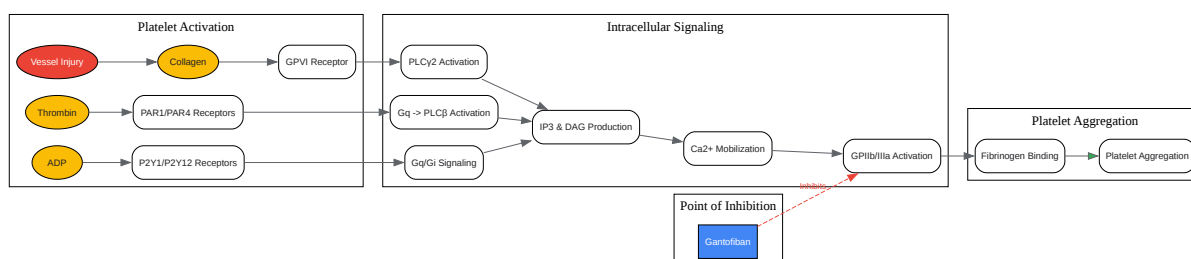 Platelet Activation
Vessel Injury
Collagen
GPVI Receptor
Thrombin
PAR1/PAR4 Receptors
ADP
P2Y1/P2Y12 Receptors
Intracellular Signaling
PLCγ2 Activation
Gq -> PLCβ Activation
Gq/Gi Signaling
IP3 & DAG Production
Ca2+ Mobilization
GPIIb/IIIa Activation
Platelet Aggregation
Fibrinogen Binding
Platelet Aggregation
Inhibits
Point of Inhibition
Gantofiban